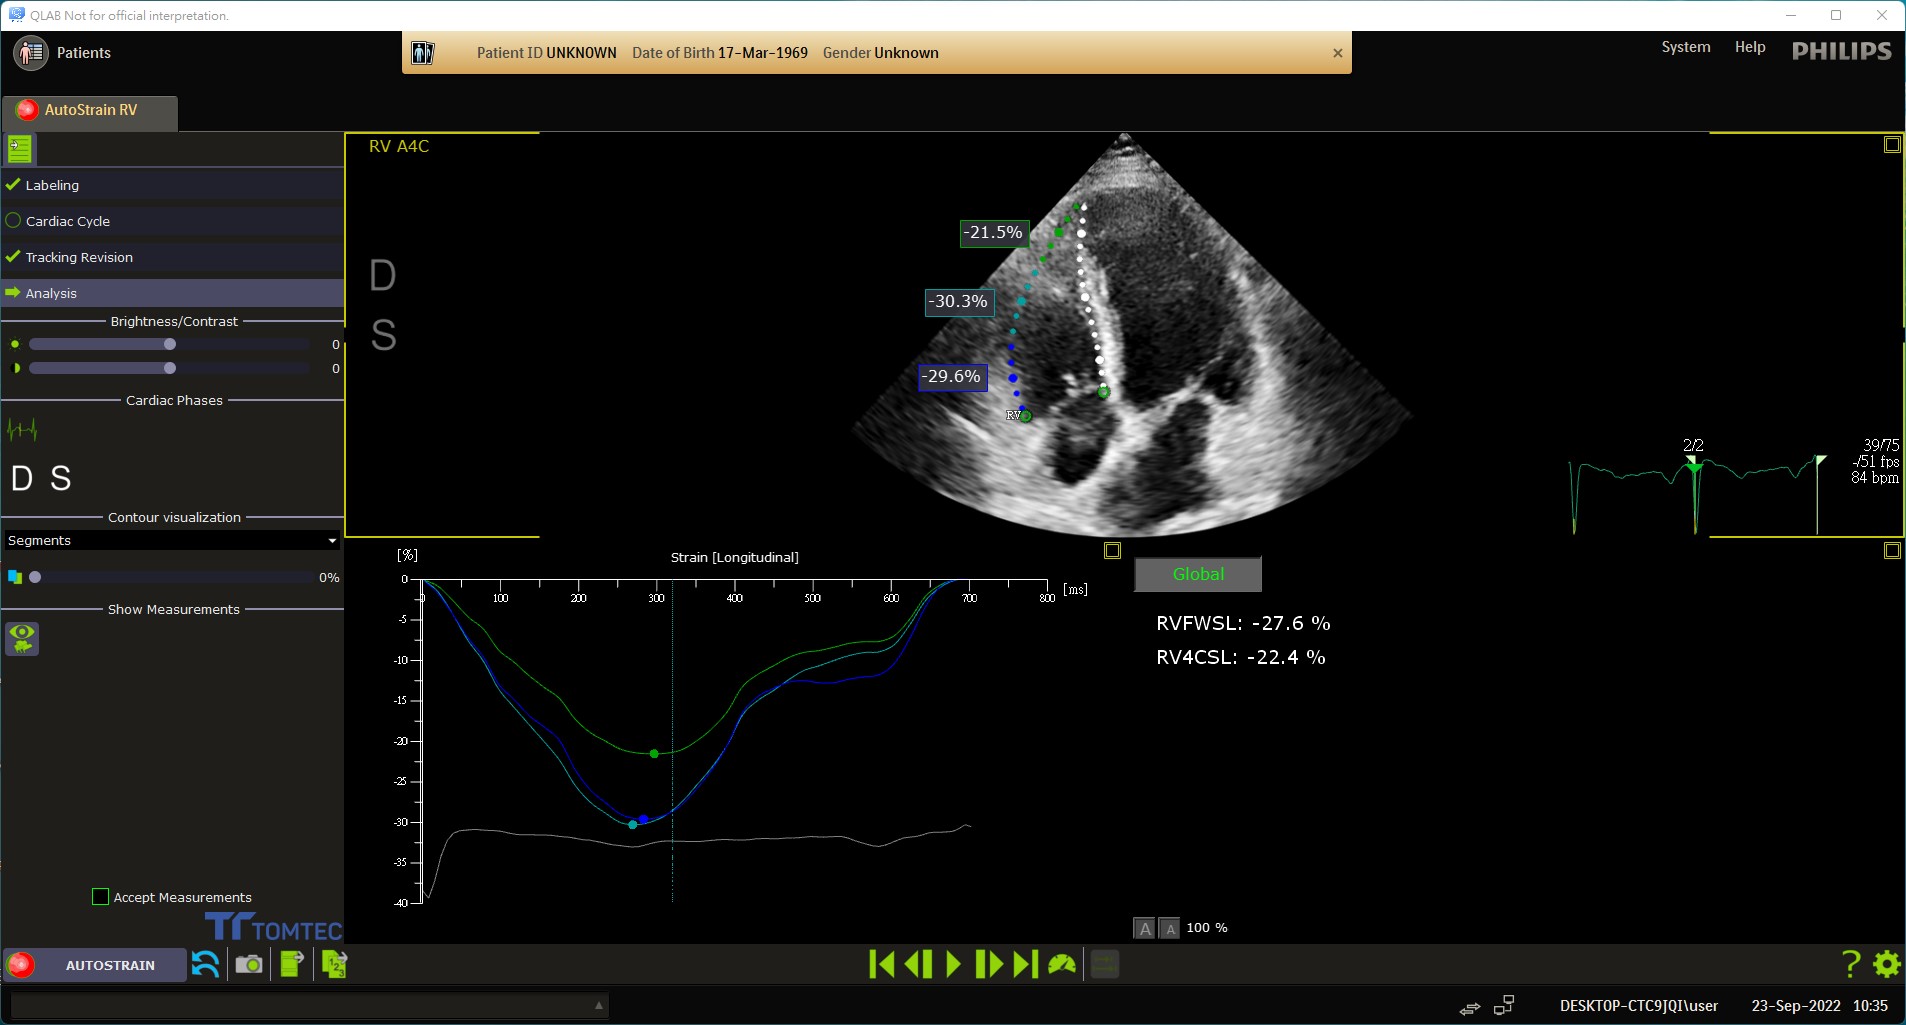 QLAB Not for official interpretation.
Patients
Patient ID UNKNOWN Date of Birth 17-Mar-1969 Gender Unknown
System Help PHILIPS
AutoStrain RV
Labeling
Cardiac Cycle
Tracking Revision
Analysis
Brightness/Contrast
0
0
Cardiac Phases
D S
Contour visualization
Segments
0%
Show Measurements
Accept Measurements
TOMTEC
RV A4C
D
S
-21.5%
-30.3%
-29.6%
RV
2/2
39/75
-/51 fps
84 bpm
[%]
Strain [Longitudinal]
0
-5
-10
-15
-20
-25
-30
-35
-40
0 100 200 300 400 500 600 700 800 [ms]
Global
RVFWSL: -27.6 %
RV4CSL: -22.4 %
A A 100 %
AUTOSTRAIN
123
?
DESKTOP-CTC9JQI\user 23-Sep-2022 10:35